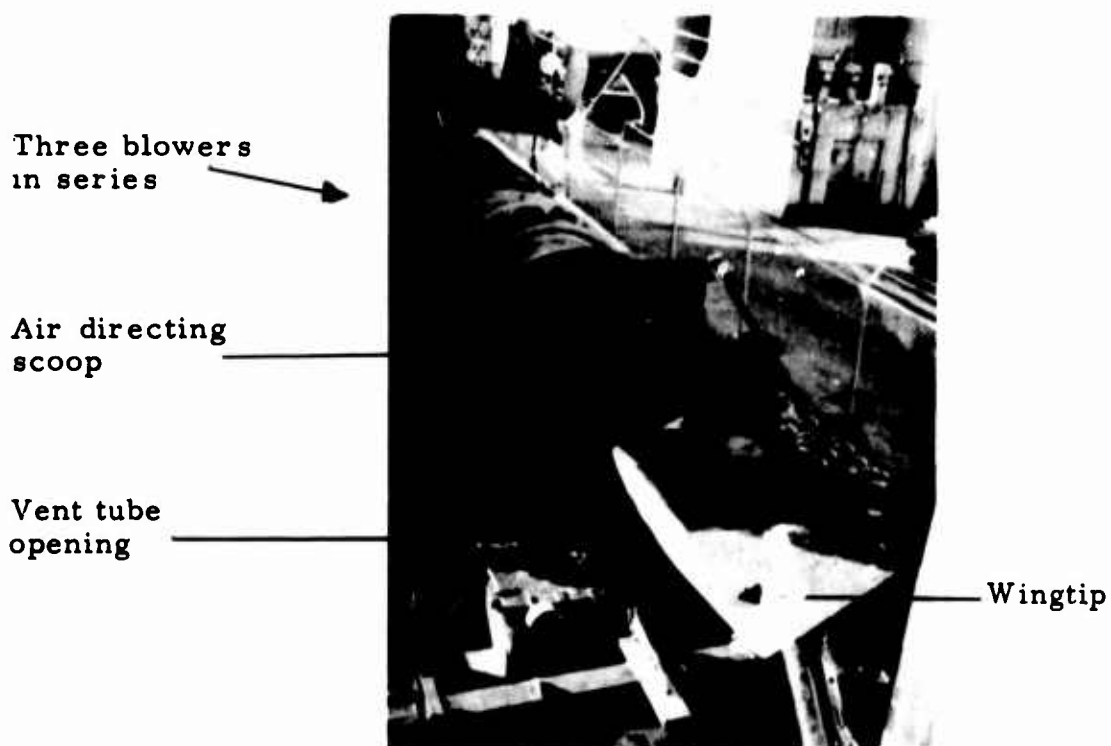 Three blowers
in series
Air directing
scoop
Vent tube
opening
Wingtip